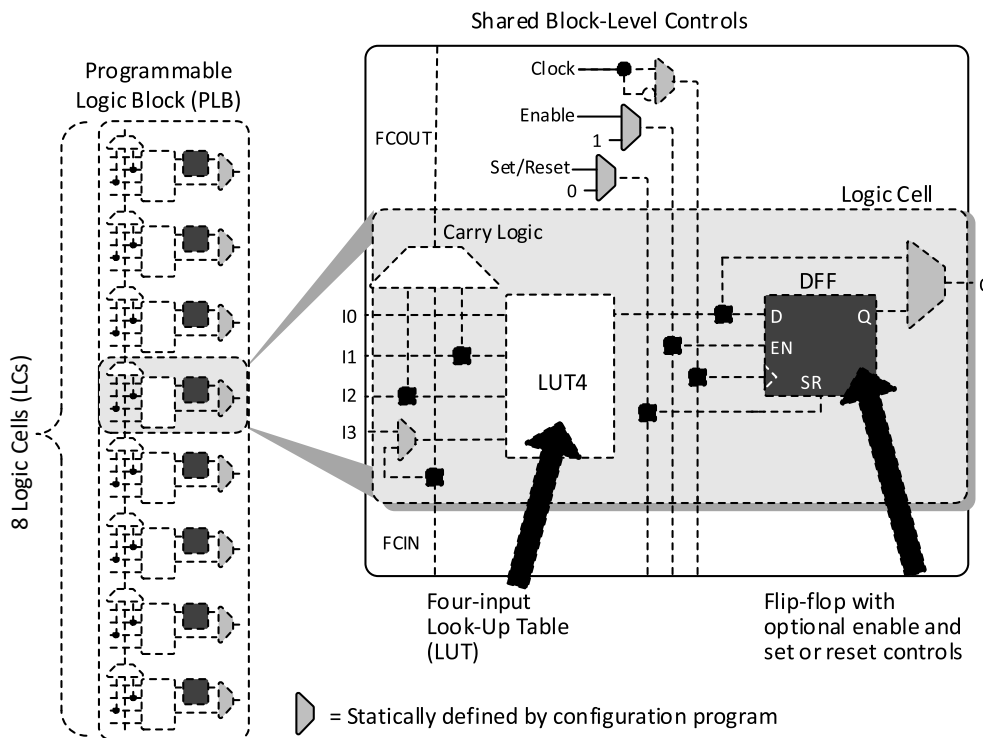 Shared Block-Level Controls
Programmable
Logic Block (PLB)
Clock
Enable
1
Set/Reset
0
FCOUT
Logic Cell
Carry Logic
DFF
I0
D
Q
I1
EN
LUT4
I2
SR
I3
FCIN
8 Logic Cells (LCs)
Four-input
Look-Up Table
(LUT)
Flip-flop with
optional enable and
set or reset controls
= Statically defined by configuration program